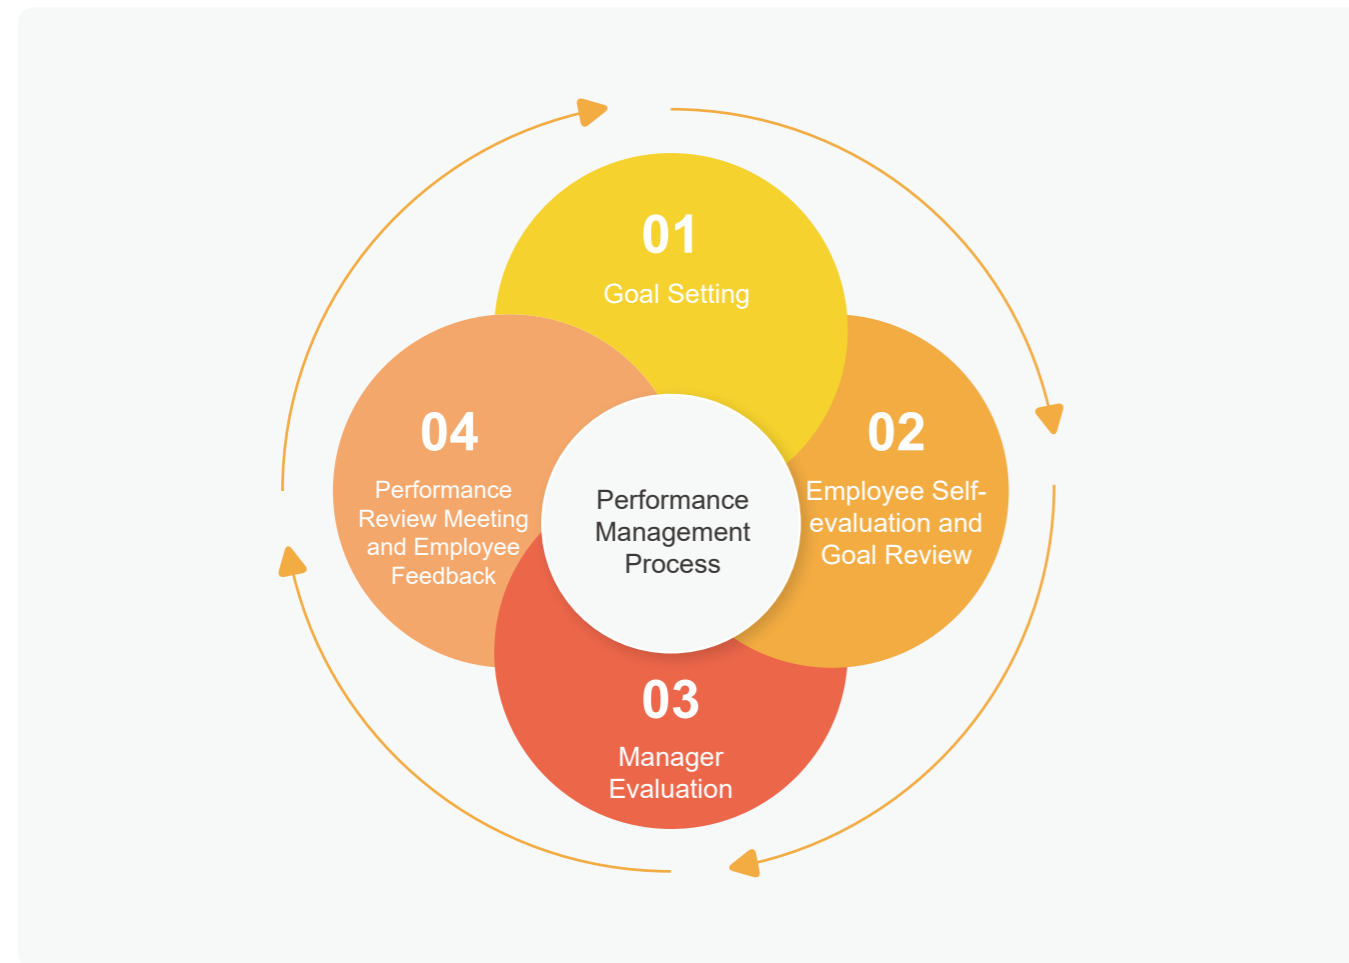 01
Goal Setting
02
Employee Self-
evaluation and
Goal Review
03
Manager
Evaluation
04
Performance
Review Meeting
and Employee
Feedback
Performance
Management
Process